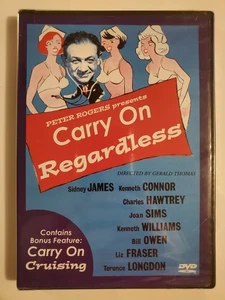 PETER ROGERS presents
Carry On
Regardless
DIRECTED BY GERALD THOMAS
Sidney JAMES
Kenneth CONNOR
Charles HAWTREY
Joan SIMS
Kenneth WILLIAMS
Bill OWEN
Liz FRASER
Terence LONGDON
Contains
Bonus Feature:
Carry On
Cruising
DVD